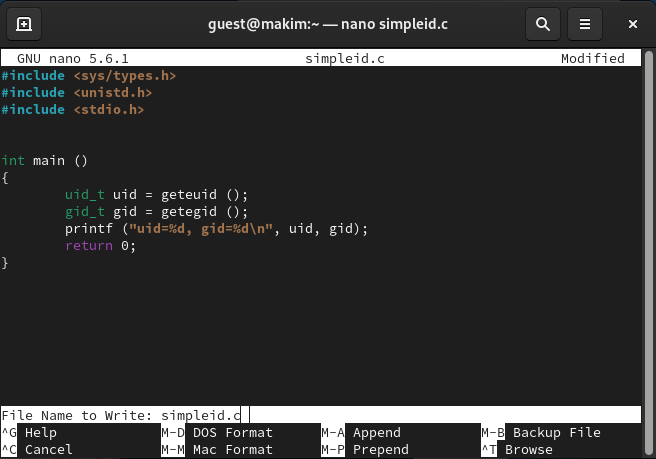 guest@makim:~ — nano simpleid.c
GNU nano 5.6.1 simpleid.c Modified
#include <sys/types.h>
#include <unistd.h>
#include <stdio.h>
int main ()
{
uid_t uid = geteuid ();
gid_t gid = getegid ();
printf ("uid=%d, gid=%d\n", uid, gid);
return 0;
}
File Name to Write: simpleid.c
^G Help M-D DOS Format M-A Append M-B Backup File
^C Cancel M-M Mac Format M-P Prepend ^T Browse